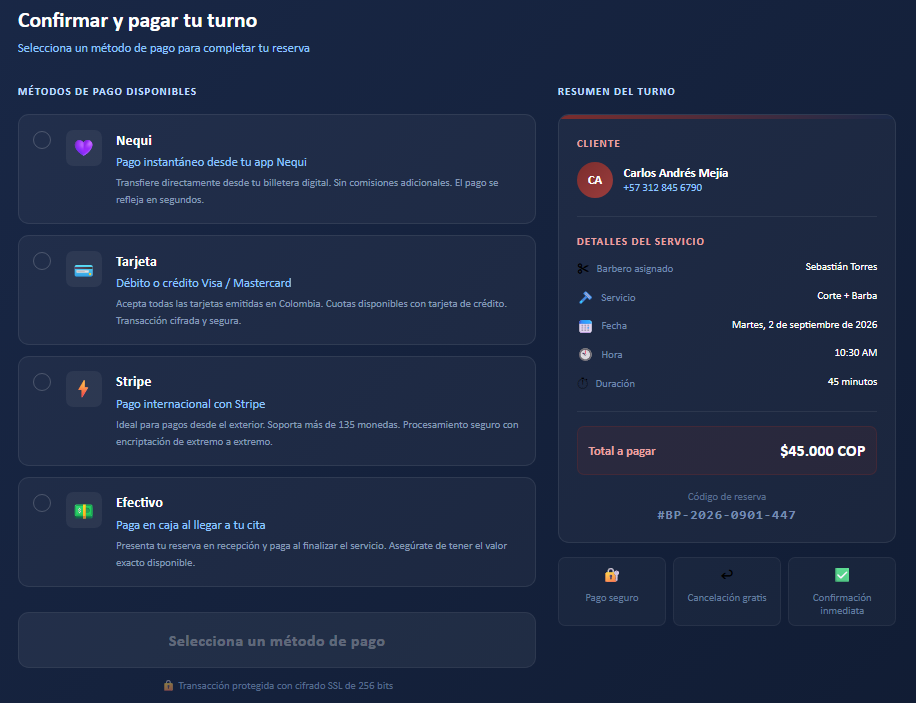 Confirmar y pagar tu turno
Selecciona un método de pago para completar tu reserva
MÉTODOS DE PAGO DISPONIBLES
Nequi
Pago instantáneo desde tu app Nequi
Transfiere directamente desde tu billetera digital. Sin comisiones adicionales. El pago se
refleja en segundos.
Tarjeta
Débito o crédito Visa / Mastercard
Acepta todas las tarjetas emitidas en Colombia. Cuotas disponibles con tarjeta de crédito.
Transacción cifrada y segura.
Stripe
Pago internacional con Stripe
Ideal para pagos desde el exterior. Soporta más de 135 monedas. Procesamiento seguro con
encriptación de extremo a extremo.
Efectivo
Paga en caja al llegar a tu cita
Presenta tu reserva en recepción y paga al finalizar el servicio. Asegúrate de tener el valor
exacto disponible.
Selecciona un método de pago
Transacción protegida con cifrado SSL de 256 bits
RESUMEN DEL TURNO
CLIENTE
CA
Carlos Andrés Mejía
+57 312 845 6790
DETALLES DEL SERVICIO
Barbero asignado Sebastián Torres
Servicio Corte + Barba
Fecha Martes, 2 de septiembre de 2026
Hora 10:30 AM
Duración 45 minutos
Total a pagar $45.000 COP
Código de reserva
#BP-2026-0901-447
Pago seguro
Cancelación gratis
Confirmación
inmediata